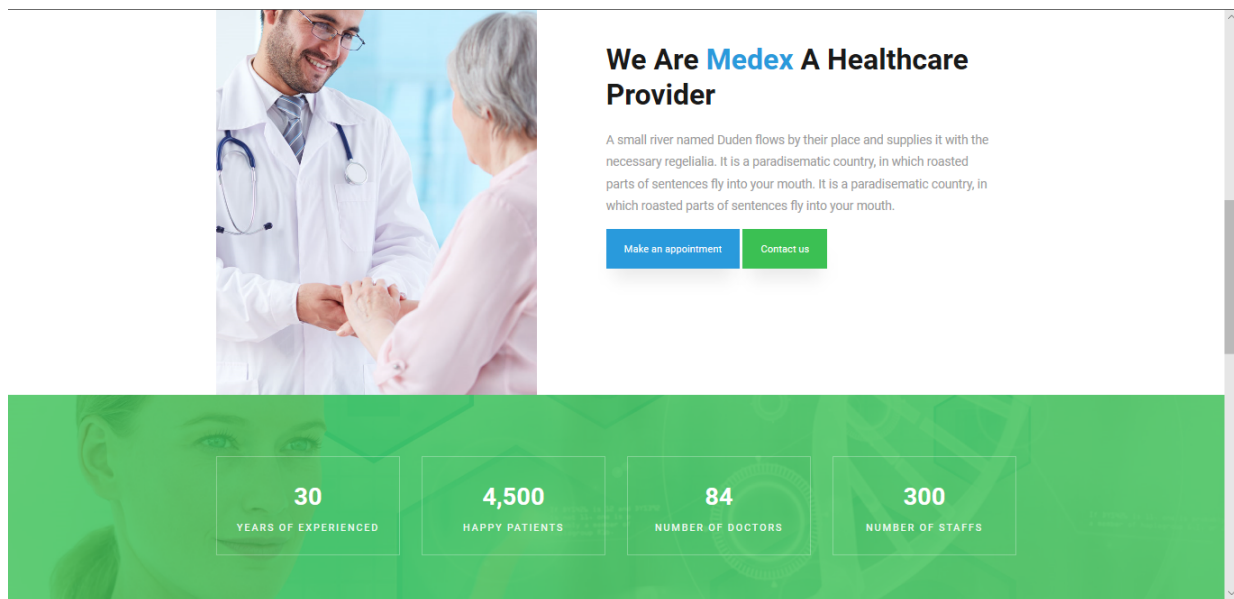 We Are Medex A Healthcare
Provider
A small river named Duden flows by their place and supplies it with the
necessary regelialia. It is a paradisematic country, in which roasted
parts of sentences fly into your mouth. It is a paradisematic country, in
which roasted parts of sentences fly into your mouth.
Make an appointment Contact us
30 4,500 84 300
YEARS OF EXPERIENCED HAPPY PATIENTS NUMBER OF DOCTORS NUMBER OF STAFFS